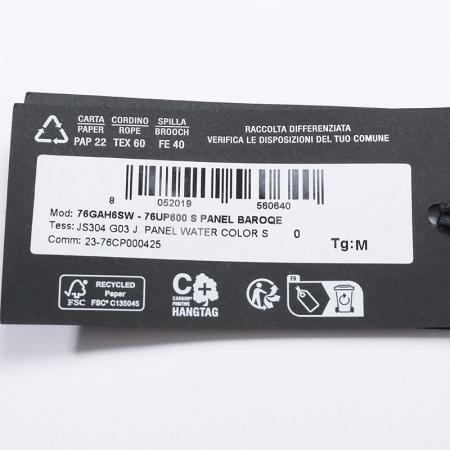 CARTA CORDINO SPILLA
PAPER ROPE BROOCH
PAP 22 TEX 60 FE 40
RACCOLTA DIFFERENZIATA
VERIFICA LE DISPOSIZIONI DEL TUO COMUNE
8 052019 560640
Mod: 76GAH6SW - 76UP600 S PANEL BAROQE
Tess: JS304 G03 J. PANEL WATER COLOR S 0
Comm: 23-76CP000425
Tg:M
FSC
RECYCLED
Paper
FSC® C135045
C+
CARBON
POSITIVE
HANGTAG
FR